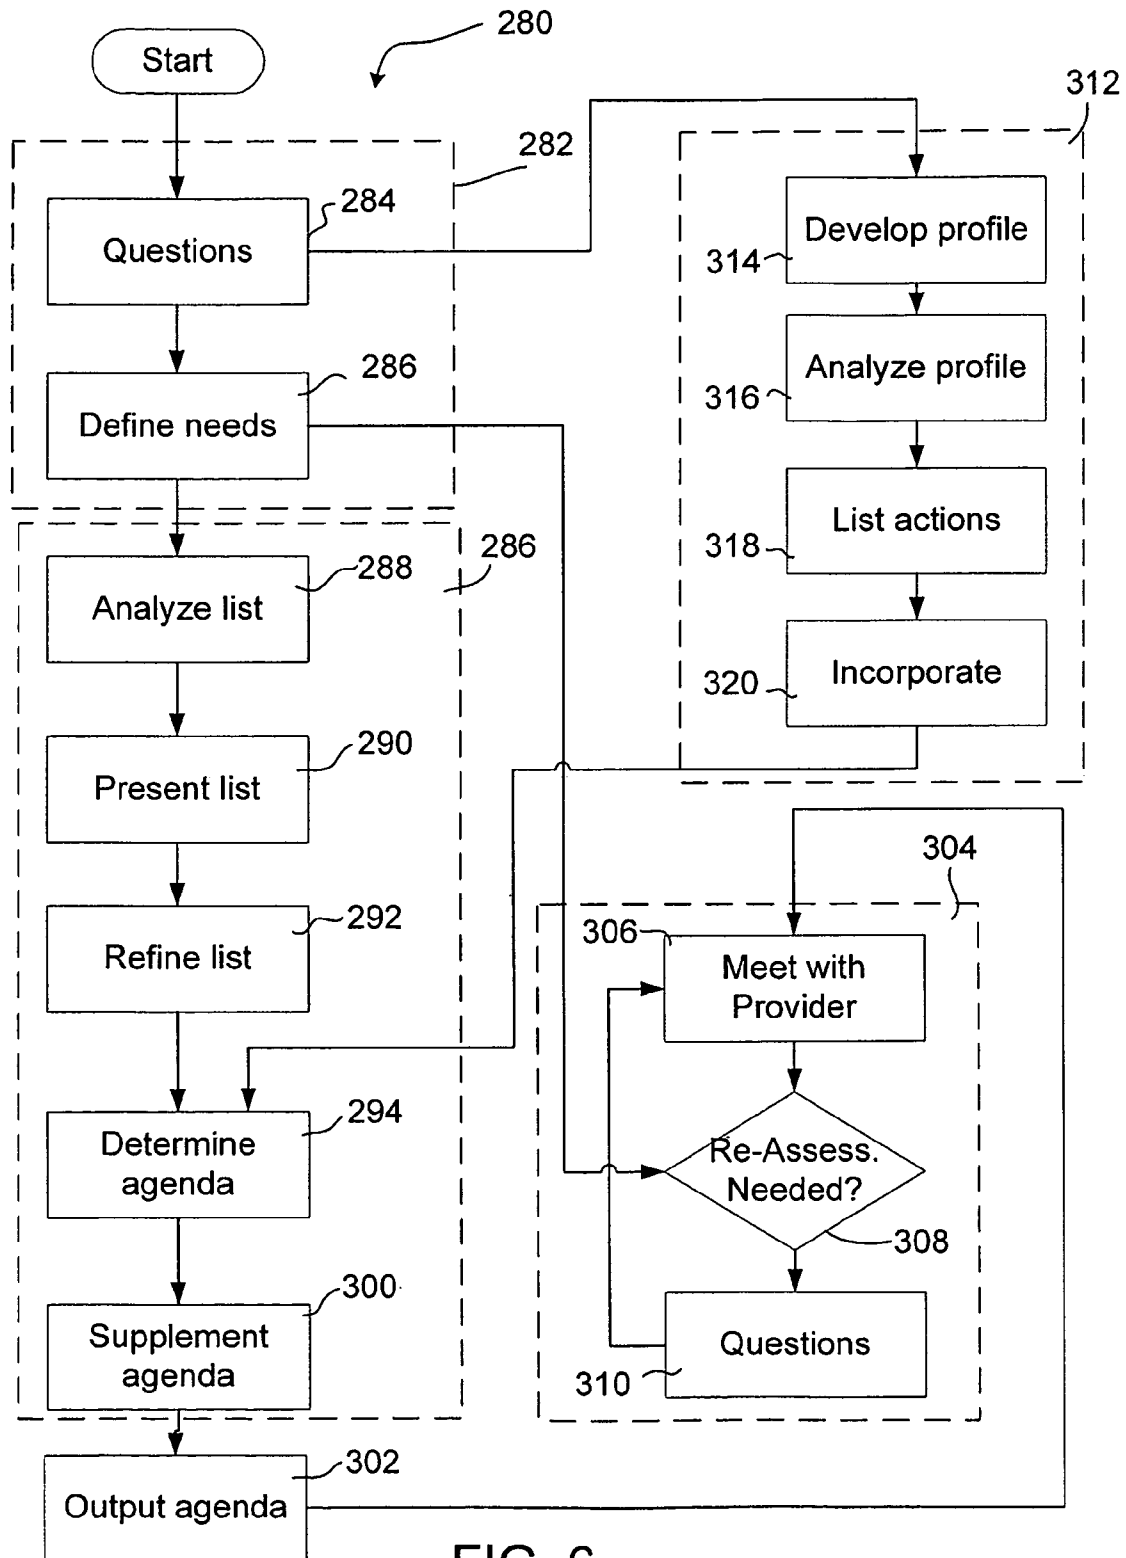 280
Start
312
282
284
Questions
Develop profile
314
286
Define needs
Analyze profile
316
286
288
Analyze list
List actions
318
290
Present list
Incorporate
320
304
292
Refine list
306
Meet with
Provider
294
Determine
agenda
Re-Assess.
Needed?
308
300
Supplement
agenda
Questions
310
302
Output agenda
FIG. 6